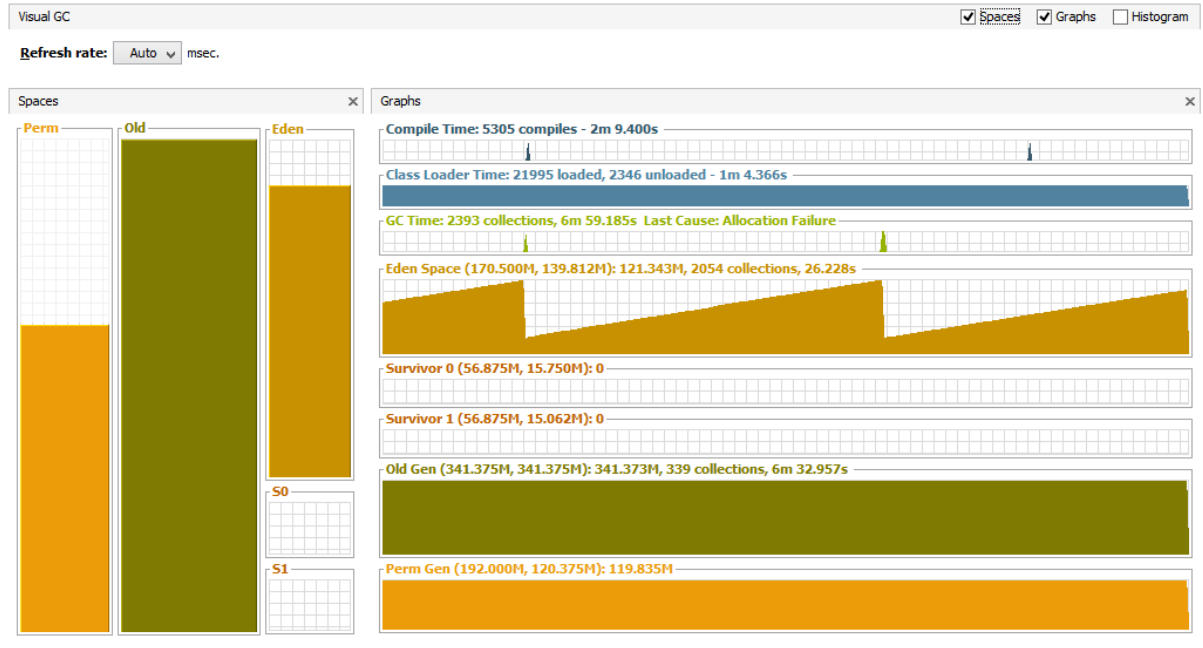 Visual GC
Spaces Graphs Histogram
Refresh rate: Auto msec.
Spaces
Graphs
Perm
Old
Eden
S0
S1
Compile Time: 5305 compiles - 2m 9.400s
Class Loader Time: 21995 loaded, 2346 unloaded - 1m 4.366s
GC Time: 2393 collections, 6m 59.185s Last Cause: Allocation Failure
Eden Space (170.500M, 139.812M): 121.343M, 2054 collections, 26.228s
Survivor 0 (56.875M, 15.750M): 0
Survivor 1 (56.875M, 15.062M): 0
Old Gen (341.375M, 341.375M): 341.373M, 339 collections, 6m 32.957s
Perm Gen (192.000M, 120.375M): 119.835M